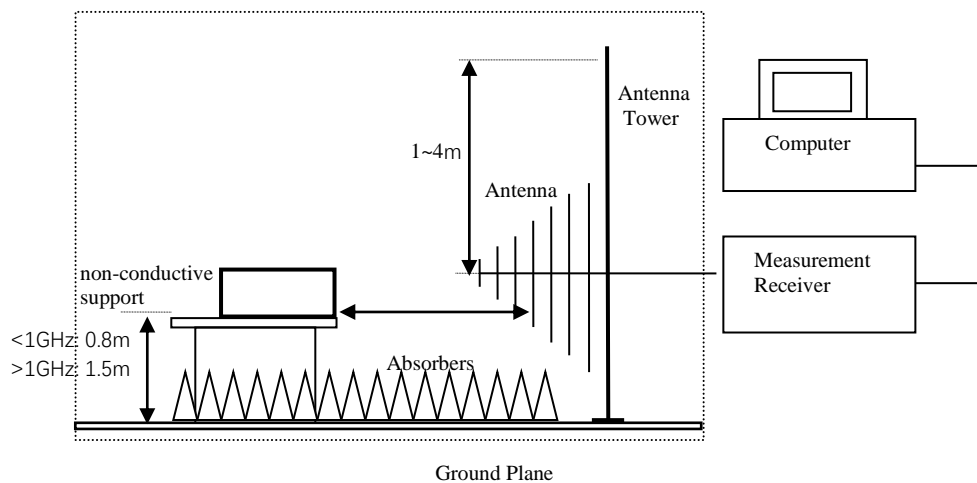 Antenna
Tower
Computer
1~4m
Antenna
Measurement
Receiver
non-conductive
support
<1GHz: 0.8m
>1GHz: 1.5m
Absorbers
Ground Plane